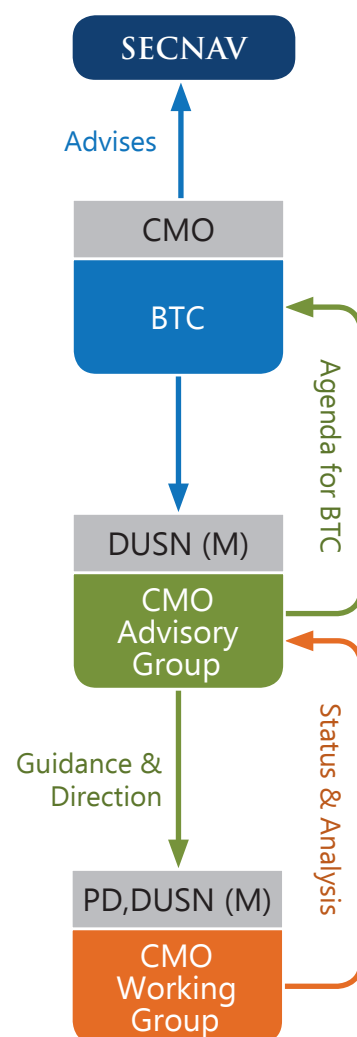 SECNAV
Advises
CMO
BTC
Agenda for BTC
DUSN (M)
CMO
Advisory
Group
Guidance &
Direction
Status & Analysis
PD,DUSN (M)
CMO
Working
Group